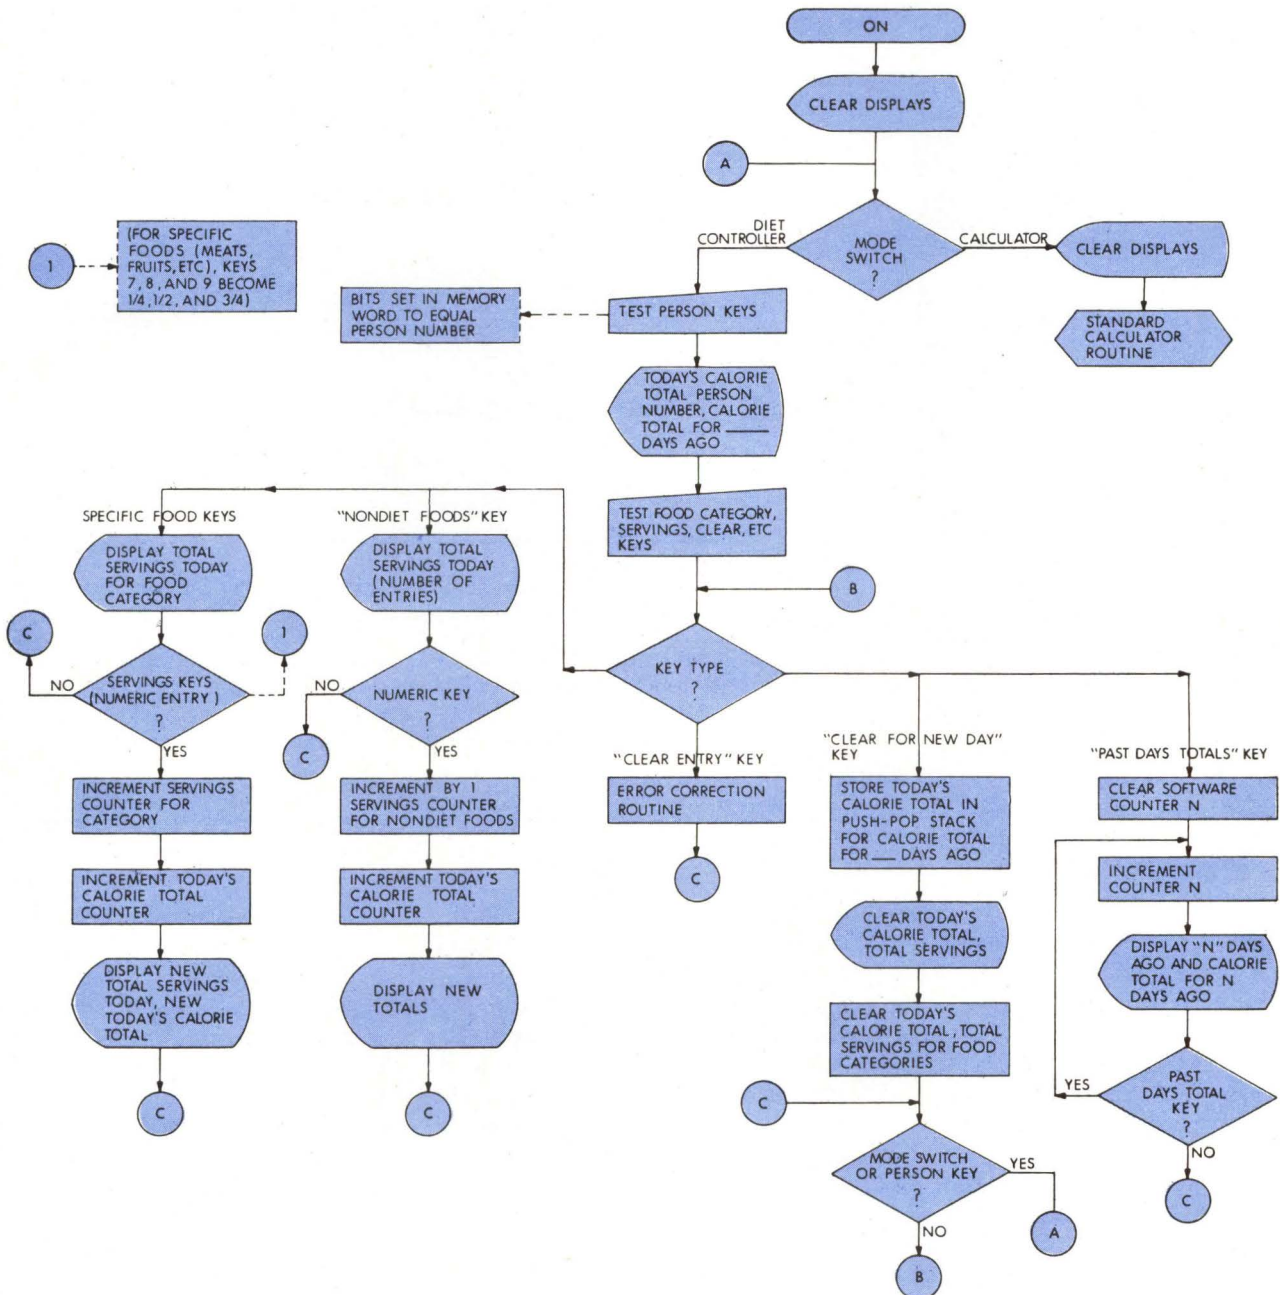 ON
CLEAR DISPLAYS
A
DIET
CONTROLLER
MODE
SWITCH
?
CALCULATOR
CLEAR DISPLAYS
STANDARD
CALCULATOR
ROUTINE
1
(FOR SPECIFIC
FOODS (MEATS,
FRUITS, ETC), KEYS
7, 8, AND 9 BECOME
1/4, 1/2, AND 3/4)
BITS SET IN MEMORY
WORD TO EQUAL
PERSON NUMBER
TEST PERSON KEYS
TODAY'S CALORIE
TOTAL PERSON
NUMBER, CALORIE
TOTAL FOR _____
DAYS AGO
TEST FOOD CATEGORY,
SERVINGS, CLEAR, ETC
KEYS
B
KEY TYPE
?
SPECIFIC FOOD KEYS
DISPLAY TOTAL
SERVINGS TODAY
FOR FOOD
CATEGORY
C
1
NO
SERVINGS KEYS
(NUMERIC ENTRY)
?
YES
INCREMENT SERVINGS
COUNTER FOR
CATEGORY
INCREMENT TODAY'S
CALORIE TOTAL
COUNTER
DISPLAY NEW
TOTAL SERVINGS
TODAY, NEW
TODAY'S CALORIE
TOTAL
C
"NONDIET FOODS" KEY
DISPLAY TOTAL
SERVINGS TODAY
(NUMBER OF
ENTRIES)
NO
NUMERIC KEY
?
C
YES
INCREMENT BY 1
SERVINGS COUNTER
FOR NONDIET FOODS
INCREMENT TODAY'S
CALORIE TOTAL
COUNTER
DISPLAY NEW
TOTALS
C
"CLEAR ENTRY" KEY
ERROR CORRECTION
ROUTINE
C
"CLEAR FOR NEW DAY"
KEY
STORE TODAY'S
CALORIE TOTAL IN
PUSH-POP STACK
FOR CALORIE TOTAL
FOR ___ DAYS AGO
CLEAR TODAY'S
CALORIE TOTAL,
TOTAL SERVINGS
CLEAR TODAY'S
CALORIE TOTAL, TOTAL
SERVINGS FOR FOOD
CATEGORIES
C
MODE SWITCH
OR PERSON KEY
?
YES
A
NO
B
"PAST DAYS TOTALS" KEY
CLEAR SOFTWARE
COUNTER N
INCREMENT
COUNTER N
DISPLAY "N" DAYS
AGO AND CALORIE
TOTAL FOR N
DAYS AGO
YES
PAST
DAYS TOTAL
KEY
?
NO
C